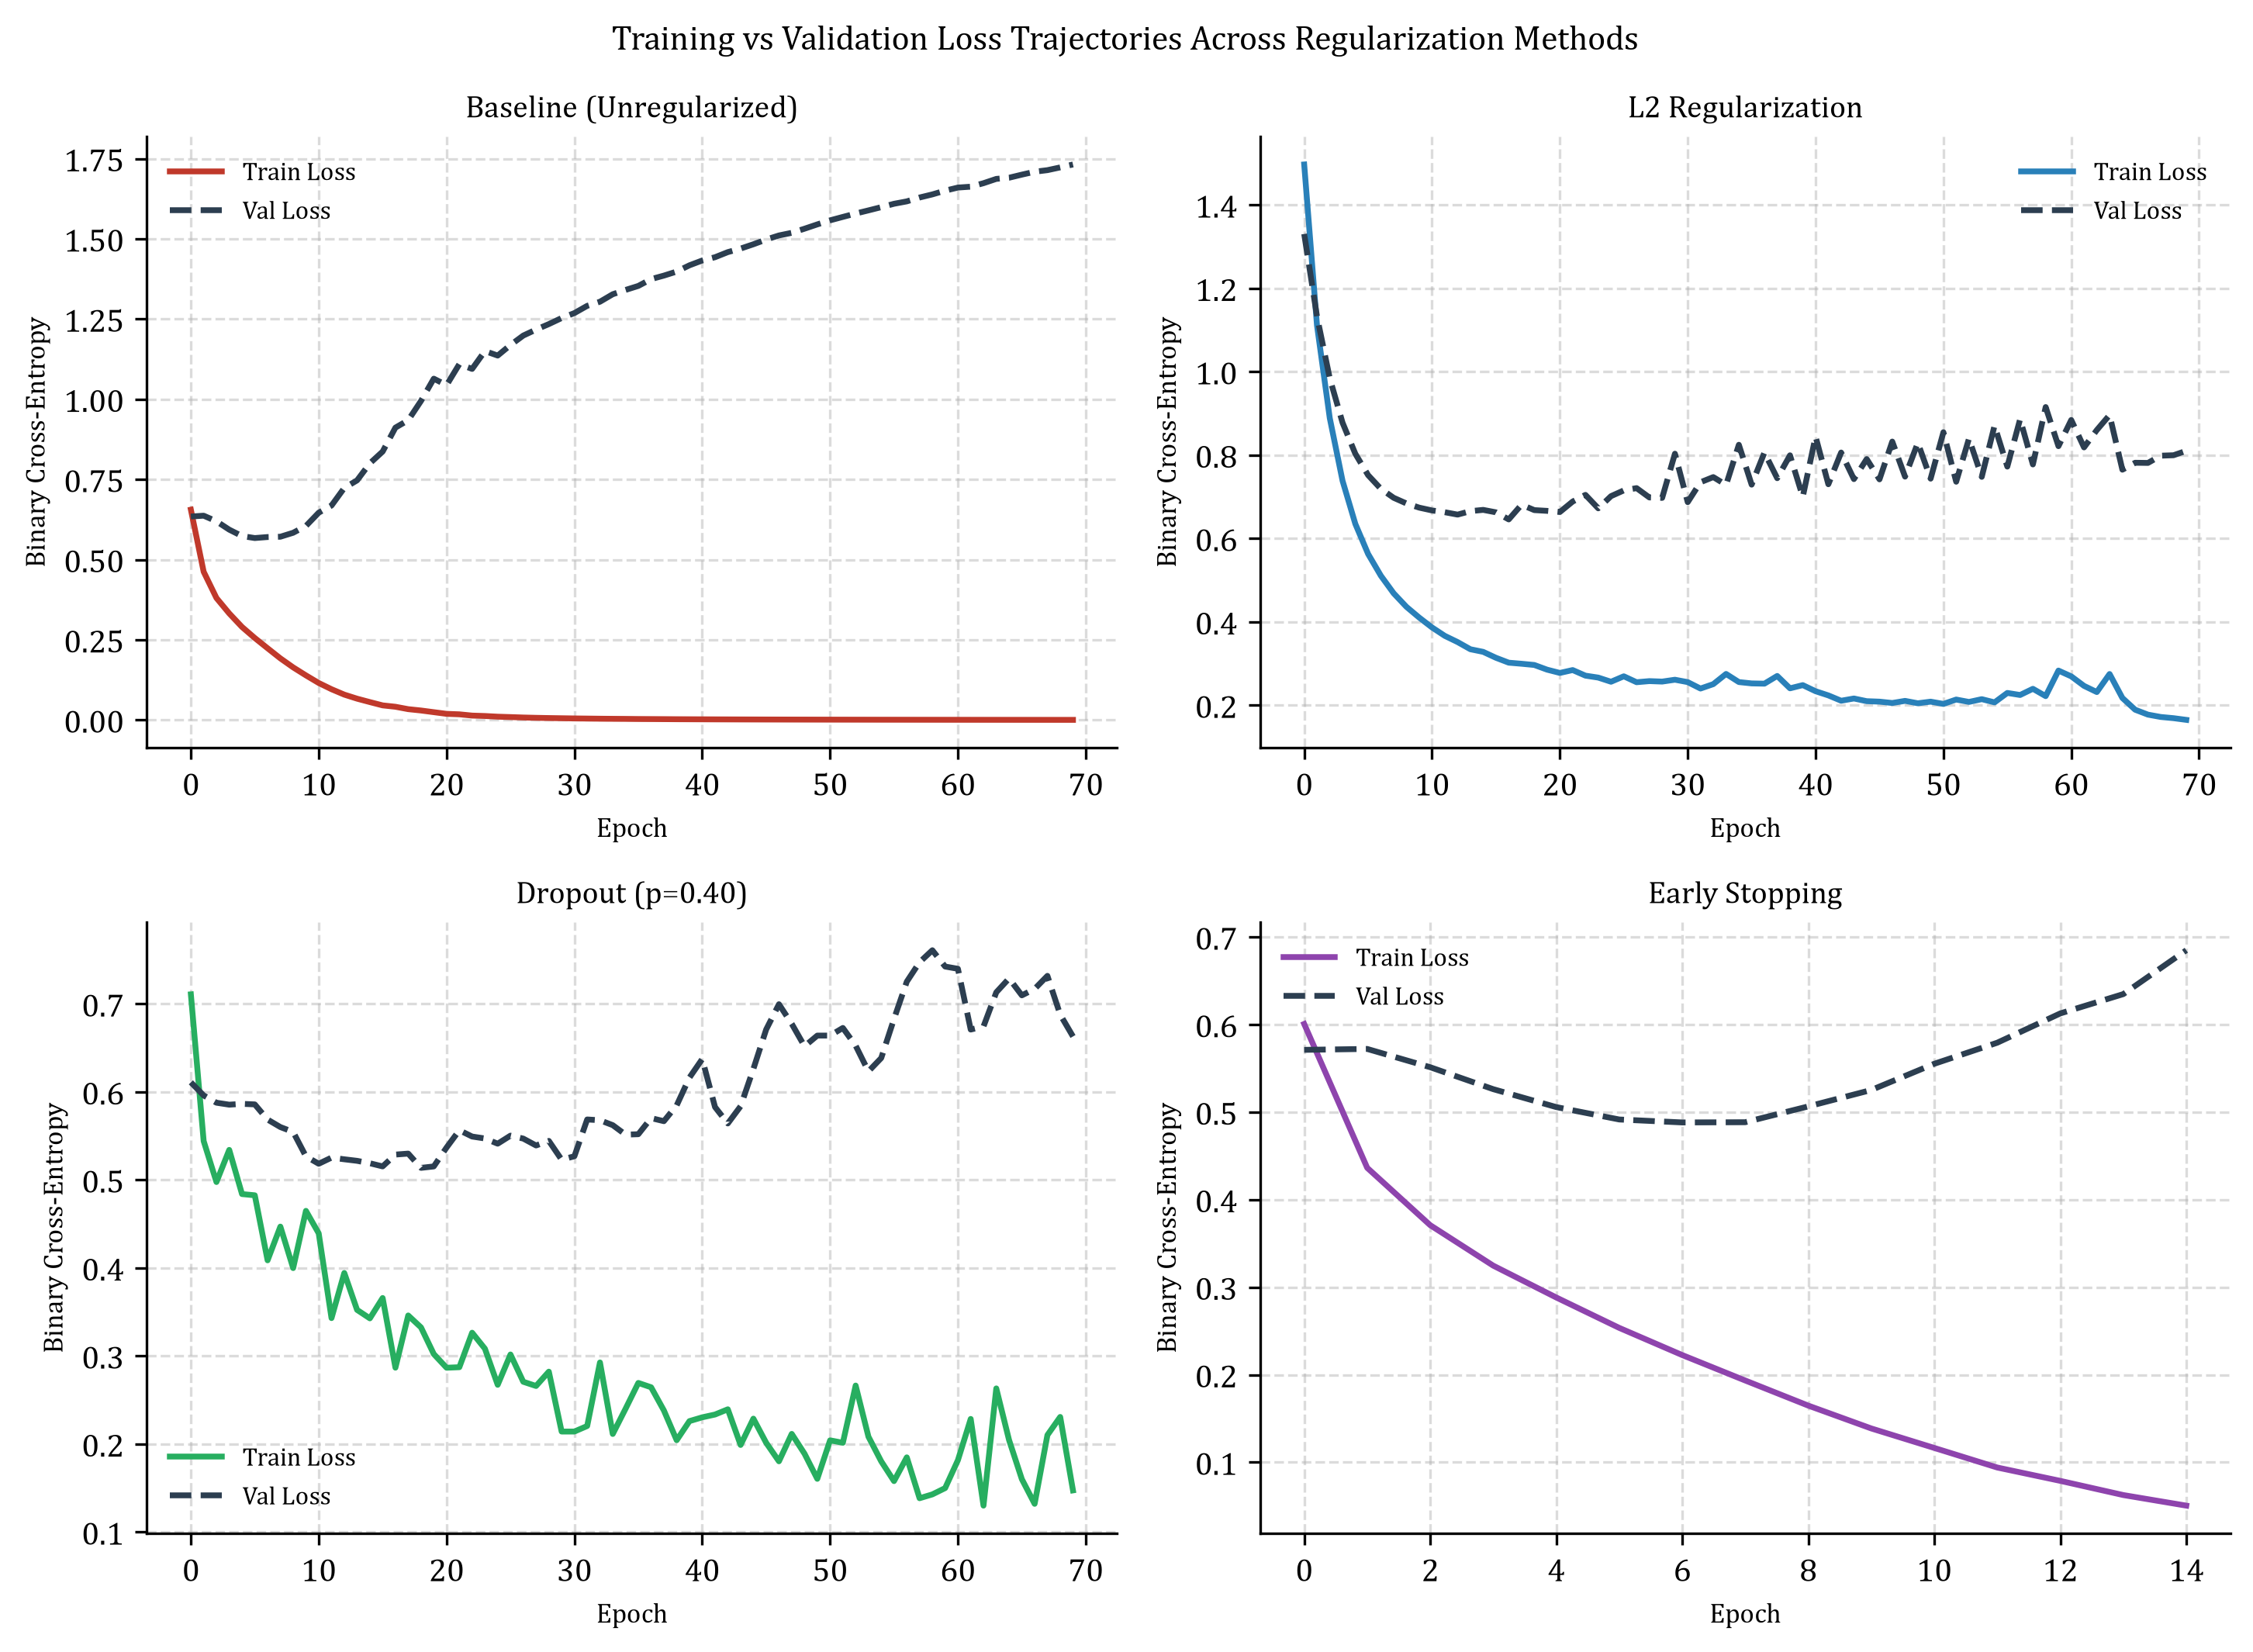 Training vs Validation Loss Trajectories Across Regularization Methods
Baseline (Unregularized)
Train Loss
Val Loss
Binary Cross-Entropy
1.75
1.50
1.25
1.00
0.75
0.50
0.25
0.00
0 10 20 30 40 50 60 70
Epoch
L2 Regularization
Train Loss
Val Loss
Binary Cross-Entropy
1.4
1.2
1.0
0.8
0.6
0.4
0.2
0 10 20 30 40 50 60 70
Epoch
Dropout (p=0.40)
Binary Cross-Entropy
0.7
0.6
0.5
0.4
0.3
0.2
0.1
Train Loss
Val Loss
0 10 20 30 40 50 60 70
Epoch
Early Stopping
Train Loss
Val Loss
Binary Cross-Entropy
0.7
0.6
0.5
0.4
0.3
0.2
0.1
0 2 4 6 8 10 12 14
Epoch